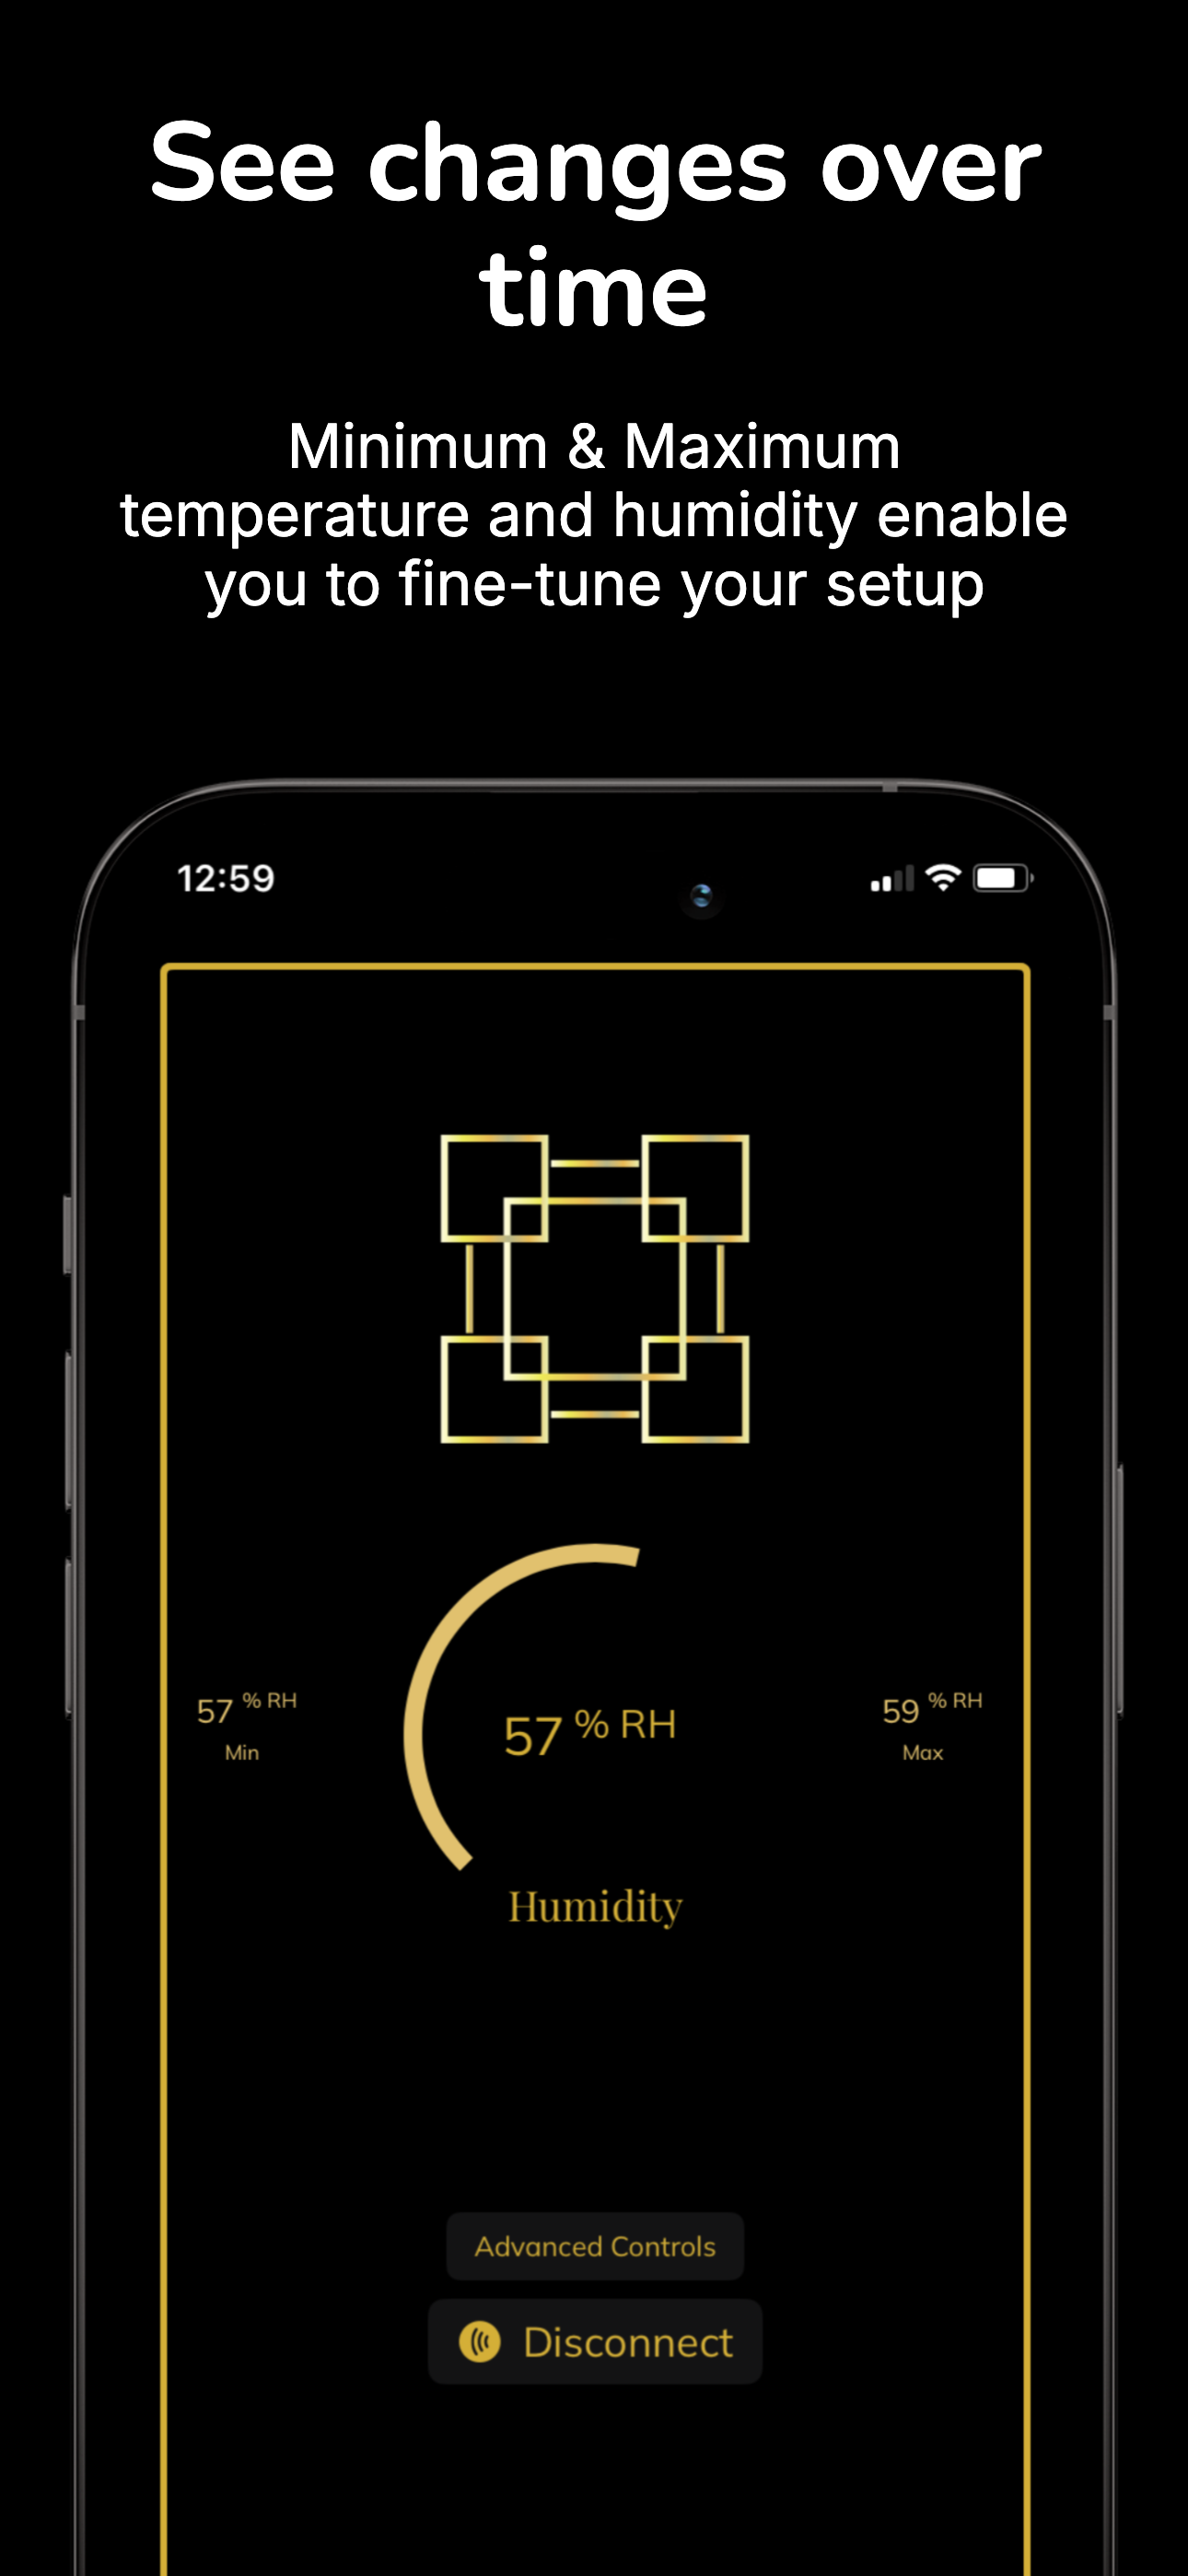 See changes over
time
Minimum & Maximum
temperature and humidity enable
you to fine-tune your setup
12:59
57 % RH
Min
57 % RH
59 % RH
Max
Humidity
Advanced Controls
Disconnect